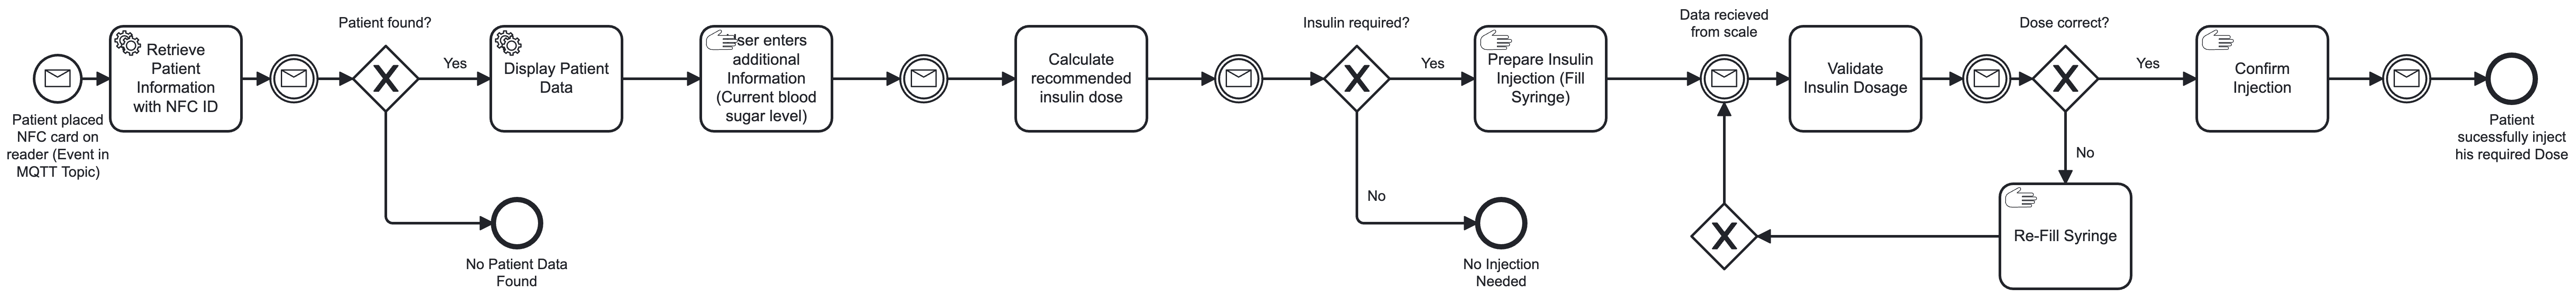 Patient placed
NFC card on
reader (Event in
MQTT Topic)
Retrieve
Patient
Information
with NFC ID
Patient found?
Yes
No Patient Data
Found
Display Patient
Data
ser enters
additional
Information
(Current blood
sugar level)
Calculate
recommended
insulin dose
Insulin required?
Yes
No
No Injection
Needed
Prepare Insulin
Injection (Fill
Syringe)
Data recieved
from scale
Validate
Insulin Dosage
Dose correct?
Yes
No
Re-Fill Syringe
Confirm
Injection
Patient
sucessfully inject
his required Dose